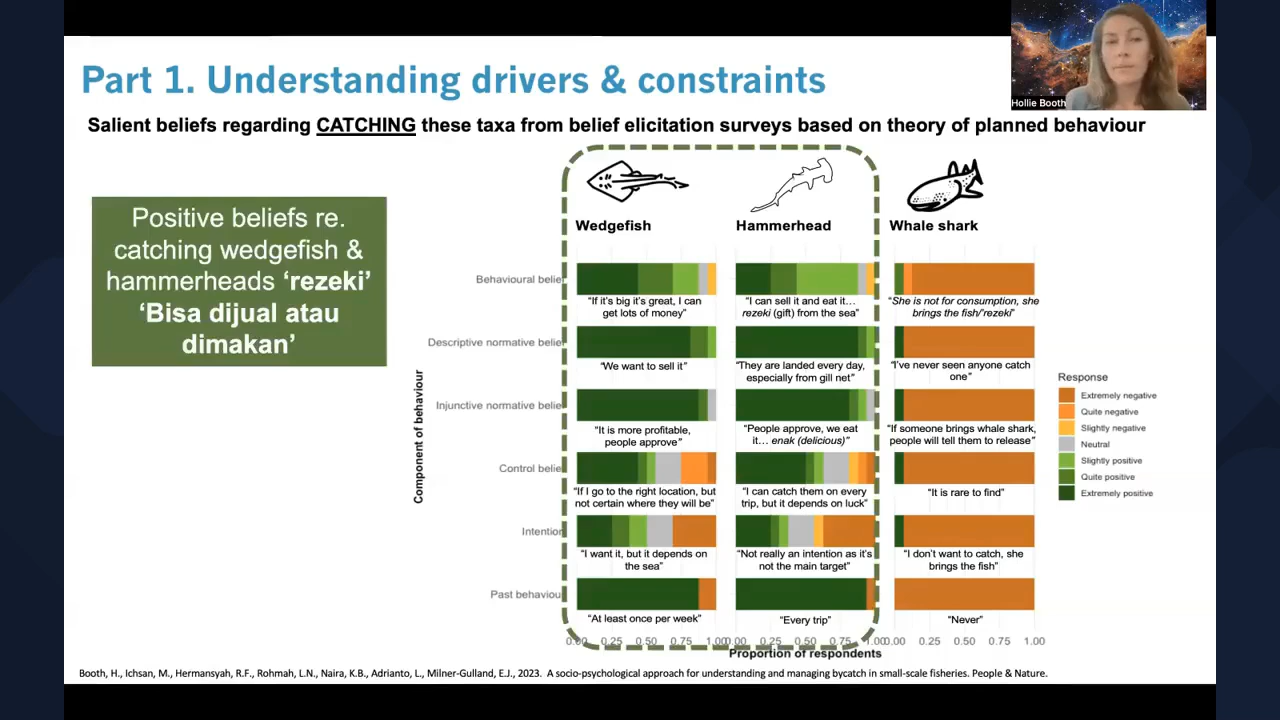 Hollie Booth
Part 1. Understanding drivers & constraints
Salient beliefs regarding CATCHING these taxa from belief elicitation surveys based on theory of planned behaviour
Positive beliefs re.
catching wedgefish &
hammerheads ‘rezeki’
‘Bisa dijual atau
dimakan’
Wedgefish
Hammerhead
Whale shark
Component of behaviour
Behavioural belief
“If it’s big it’s great, I can
get lots of money”
“I can sell it and eat it…
rezeki (gift) from the sea”
“She is not for consumption, she
brings the fish/”rezeki”
Descriptive normative belief
“We want to sell it”
“They are landed every day,
especially from gill net”
“I’ve never seen anyone catch
one”
Injunctive normative belief
“It is more profitable,
people approve”
“People approve, we eat
it… enak (delicious)”
“If someone brings whale shark,
people will tell them to release”
Control belief
“If I go to the right location, but
not certain where they will be”
“I can catch them on every
trip, but it depends on luck”
“It is rare to find”
Intention
“I want it, but it depends on
the sea”
“Not really an intention as it’s
not the main target”
“I don’t want to catch, she
brings the fish”
Past behaviour
“At least once per week”
“Every trip”
“Never”
0.00 0.25 0.50 0.75 1.00
0.00 0.25 0.50 0.75 1.00
0.00 0.25 0.50 0.75 1.00
Proportion of respondents
Response
Extremely negative
Quite negative
Slightly negative
Neutral
Slightly positive
Quite positive
Extremely positive
Booth, H., Ichsan, M., Hermansyah, R.F., Rohmah, L.N., Naira, K.B., Adrianto, L., Milner-Gulland, E.J., 2023. A socio-psychological approach for understanding and managing bycatch in small-scale fisheries. People & Nature.